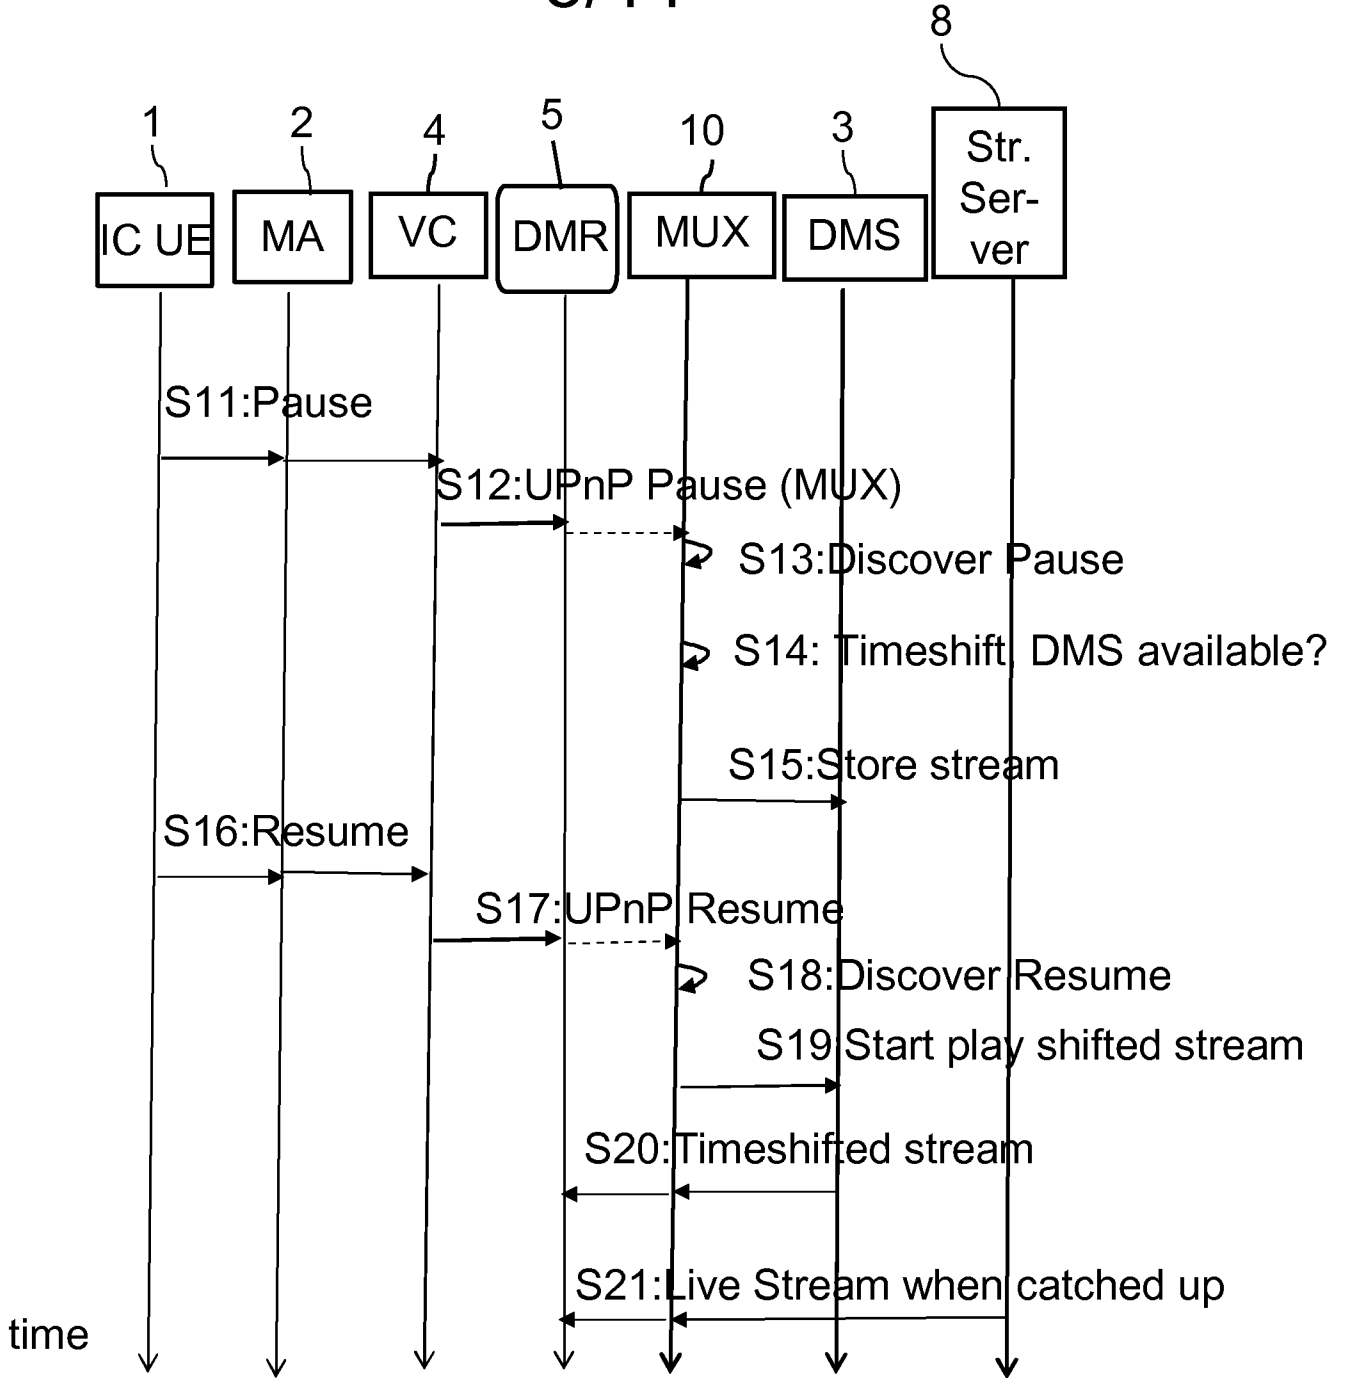 8
1
2
4
5
10
3
IC UE
MA
VC
DMR
MUX
DMS
Str.
Ser-
ver
S11:Pause
S12:UPnP Pause (MUX)
S13:Discover Pause
S14: Timeshift, DMS available?
S15:Store stream
S16:Resume
S17:UPnP Resume
S18:Discover Resume
S19:Start play shifted stream
S20:Timeshifted stream
S21:Live Stream when catched up
time